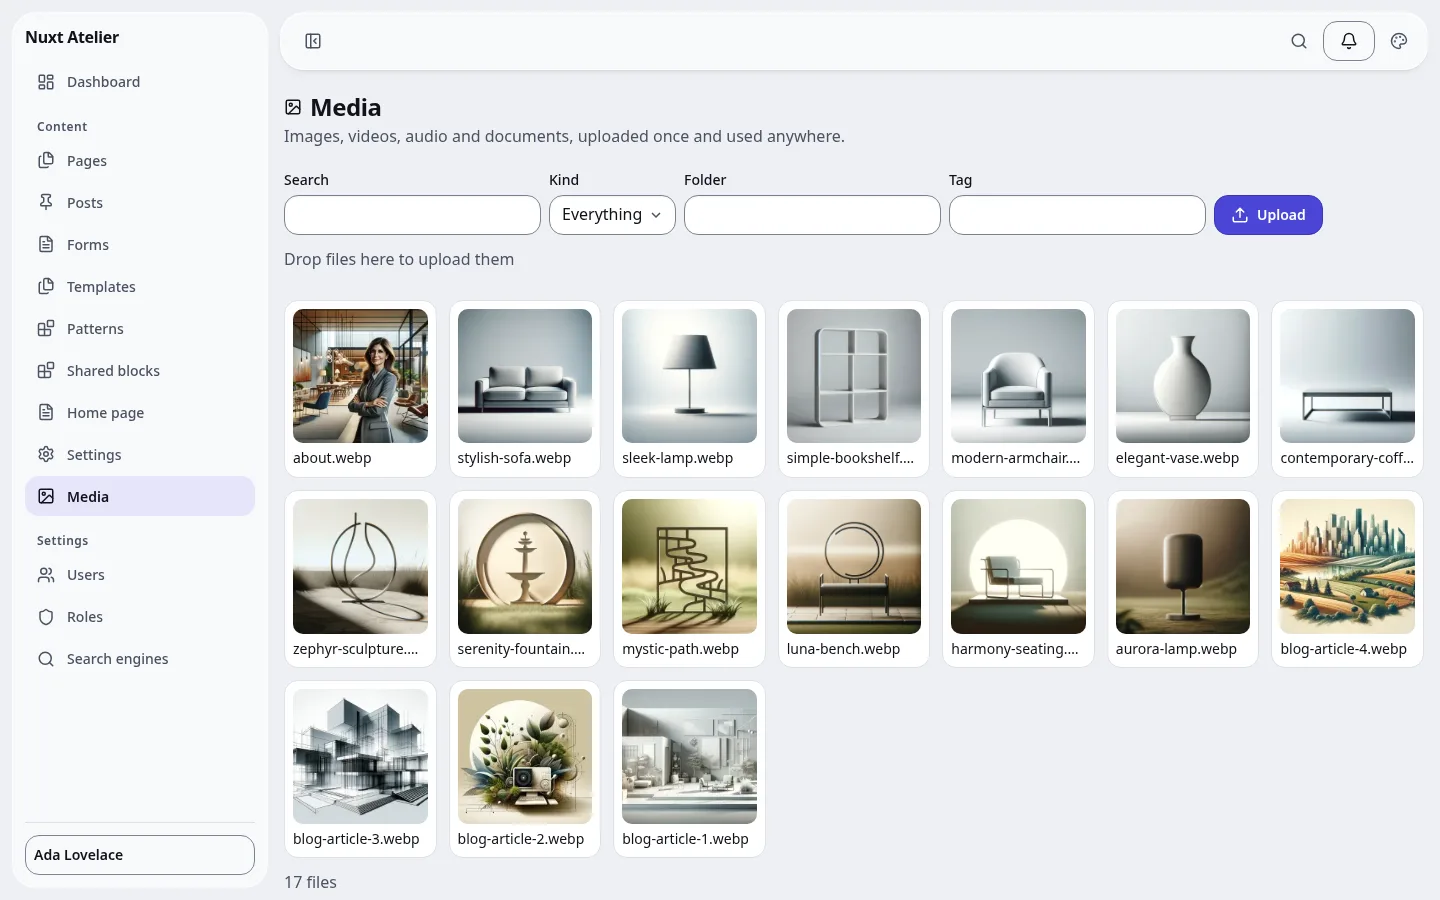 Nuxt Atelier
Dashboard
Content
Pages
Posts
Forms
Templates
Patterns
Shared blocks
Home page
Settings
Media
Settings
Users
Roles
Search engines
Ada Lovelace
Media
Images, videos, audio and documents, uploaded once and used anywhere.
Search
Kind
Folder
Tag
Everything
Upload
Drop files here to upload them
about.webp
stylish-sofa.webp
sleek-lamp.webp
simple-bookshelf....
modern-armchair....
elegant-vase.webp
contemporary-coff...
zephyr-sculpture....
serenity-fountain....
mystic-path.webp
luna-bench.webp
harmony-seating....
aurora-lamp.webp
blog-article-4.webp
blog-article-3.webp
blog-article-2.webp
blog-article-1.webp
17 files